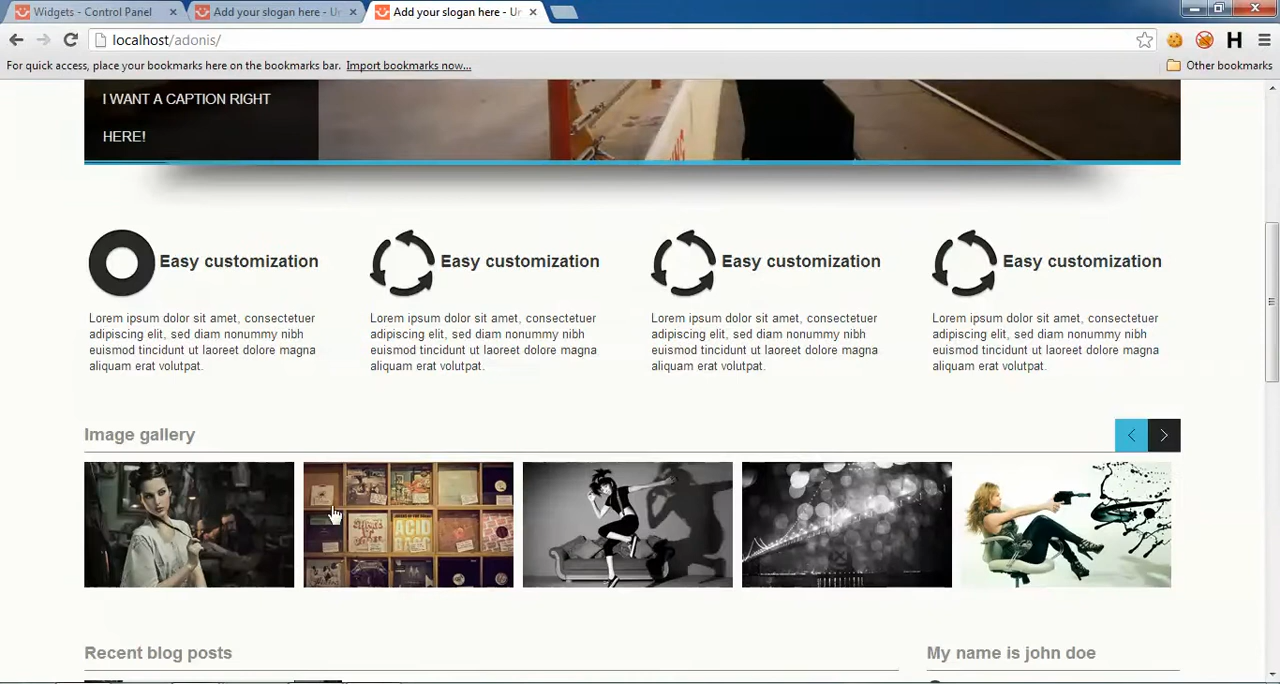 Widgets - Control Panel
Add your slogan here - Ur
Add your slogan here - Ur
localhost/adonis/
For quick access, place your bookmarks here on the bookmarks bar. Import bookmarks now...
Other bookmarks
I WANT A CAPTION RIGHT
HERE!
Easy customization
Lorem ipsum dolor sit amet, consectetuer
adipiscing elit, sed diam nonummy nibh
euismod tincidunt ut laoreet dolore magna
aliquam erat volutpat.
Easy customization
Lorem ipsum dolor sit amet, consectetuer
adipiscing elit, sed diam nonummy nibh
euismod tincidunt ut laoreet dolore magna
aliquam erat volutpat.
Easy customization
Lorem ipsum dolor sit amet, consectetuer
adipiscing elit, sed diam nonummy nibh
euismod tincidunt ut laoreet dolore magna
aliquam erat volutpat.
Easy customization
Lorem ipsum dolor sit amet, consectetuer
adipiscing elit, sed diam nonummy nibh
euismod tincidunt ut laoreet dolore magna
aliquam erat volutpat.
Image gallery
ACID
Recent blog posts
My name is john doe